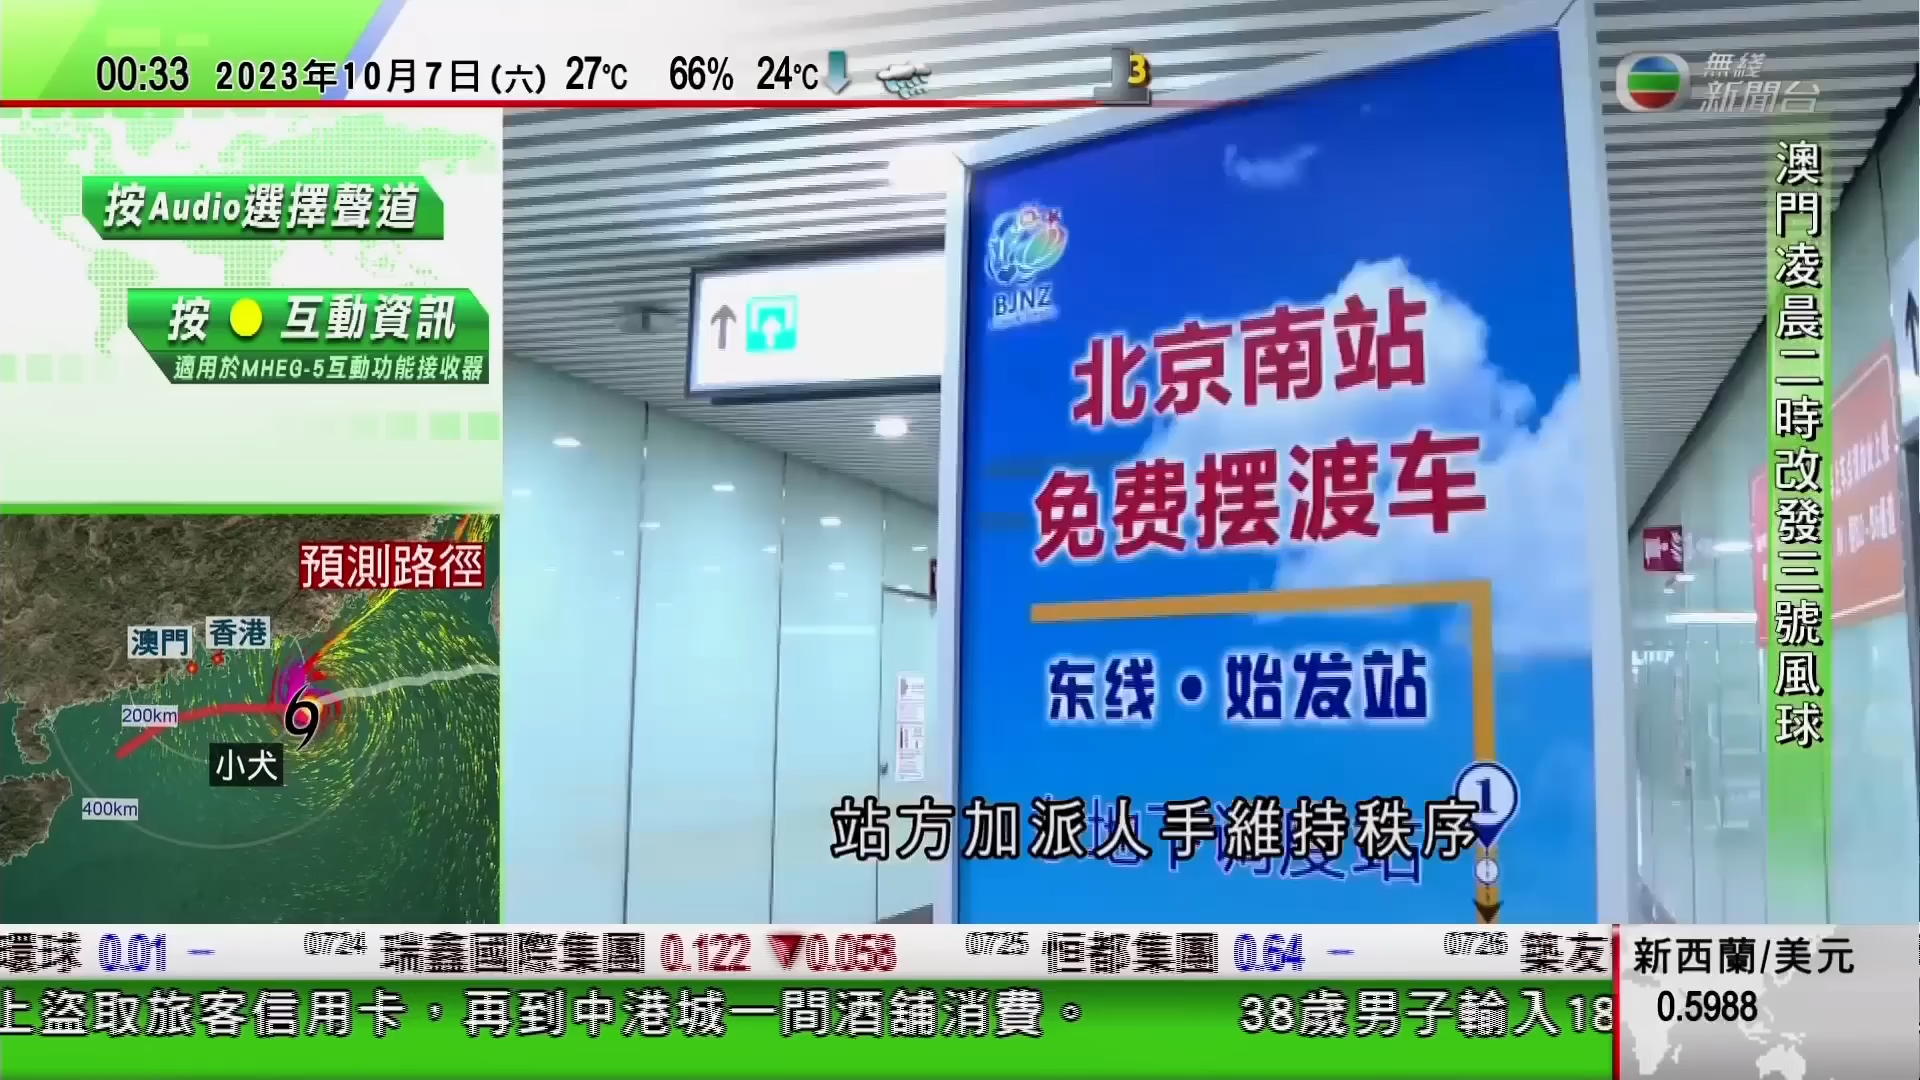 00:33 2023年10月7日(六) 27℃ 66% 24℃ 3
無綫
新聞台
按Audio選擇聲道
按 互動資訊
適用於MHEG-5互動功能接收器
預測路徑
澳門 香港
200km
小犬
400km
BJNZ
北京南站
免费摆渡车
东线·始发站
1
站方加派人手維持秩序
澳門凌晨二時改發三號風球
環球 0.01 － 0724 瑞鑫國際集團 0.122 ▼0.058 0725 恒都集團 0.64 － 0726 築友
上盜取旅客信用卡，再到中港城一間酒舖消費。 38歲男子輸入18
新西蘭/美元
0.5988